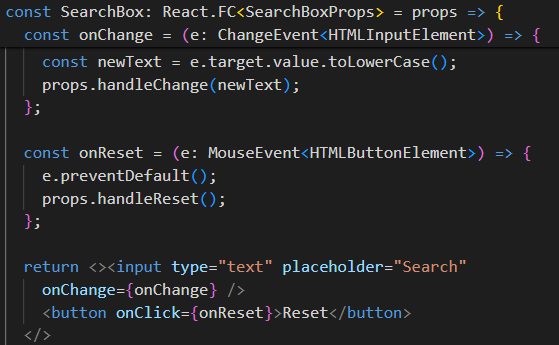 const SearchBox: React.FC<SearchBoxProps> = props => {
  const onChange = (e: ChangeEvent<HTMLInputElement>) => {
    const newText = e.target.value.toLowerCase();
    props.handleChange(newText);
  };

  const onReset = (e: MouseEvent<HTMLButtonElement>) => {
    e.preventDefault();
    props.handleReset();
  };

  return <><input type="text" placeholder="Search"
    onChange={onChange} />
    <button onClick={onReset}>Reset</button>
  </>